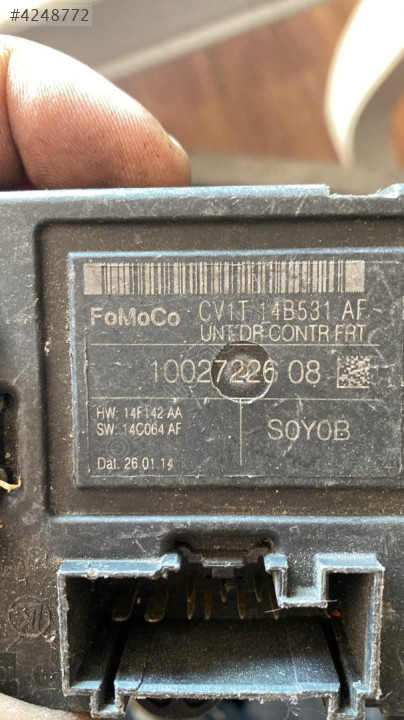 #4248772
FoMoCo CV1T 14B531 AF
UNT DR CONTR FRT
10027226 08
HW: 14F142 AA
SW: 14C064 AF
S0Y0B
Dat. 26.01.14